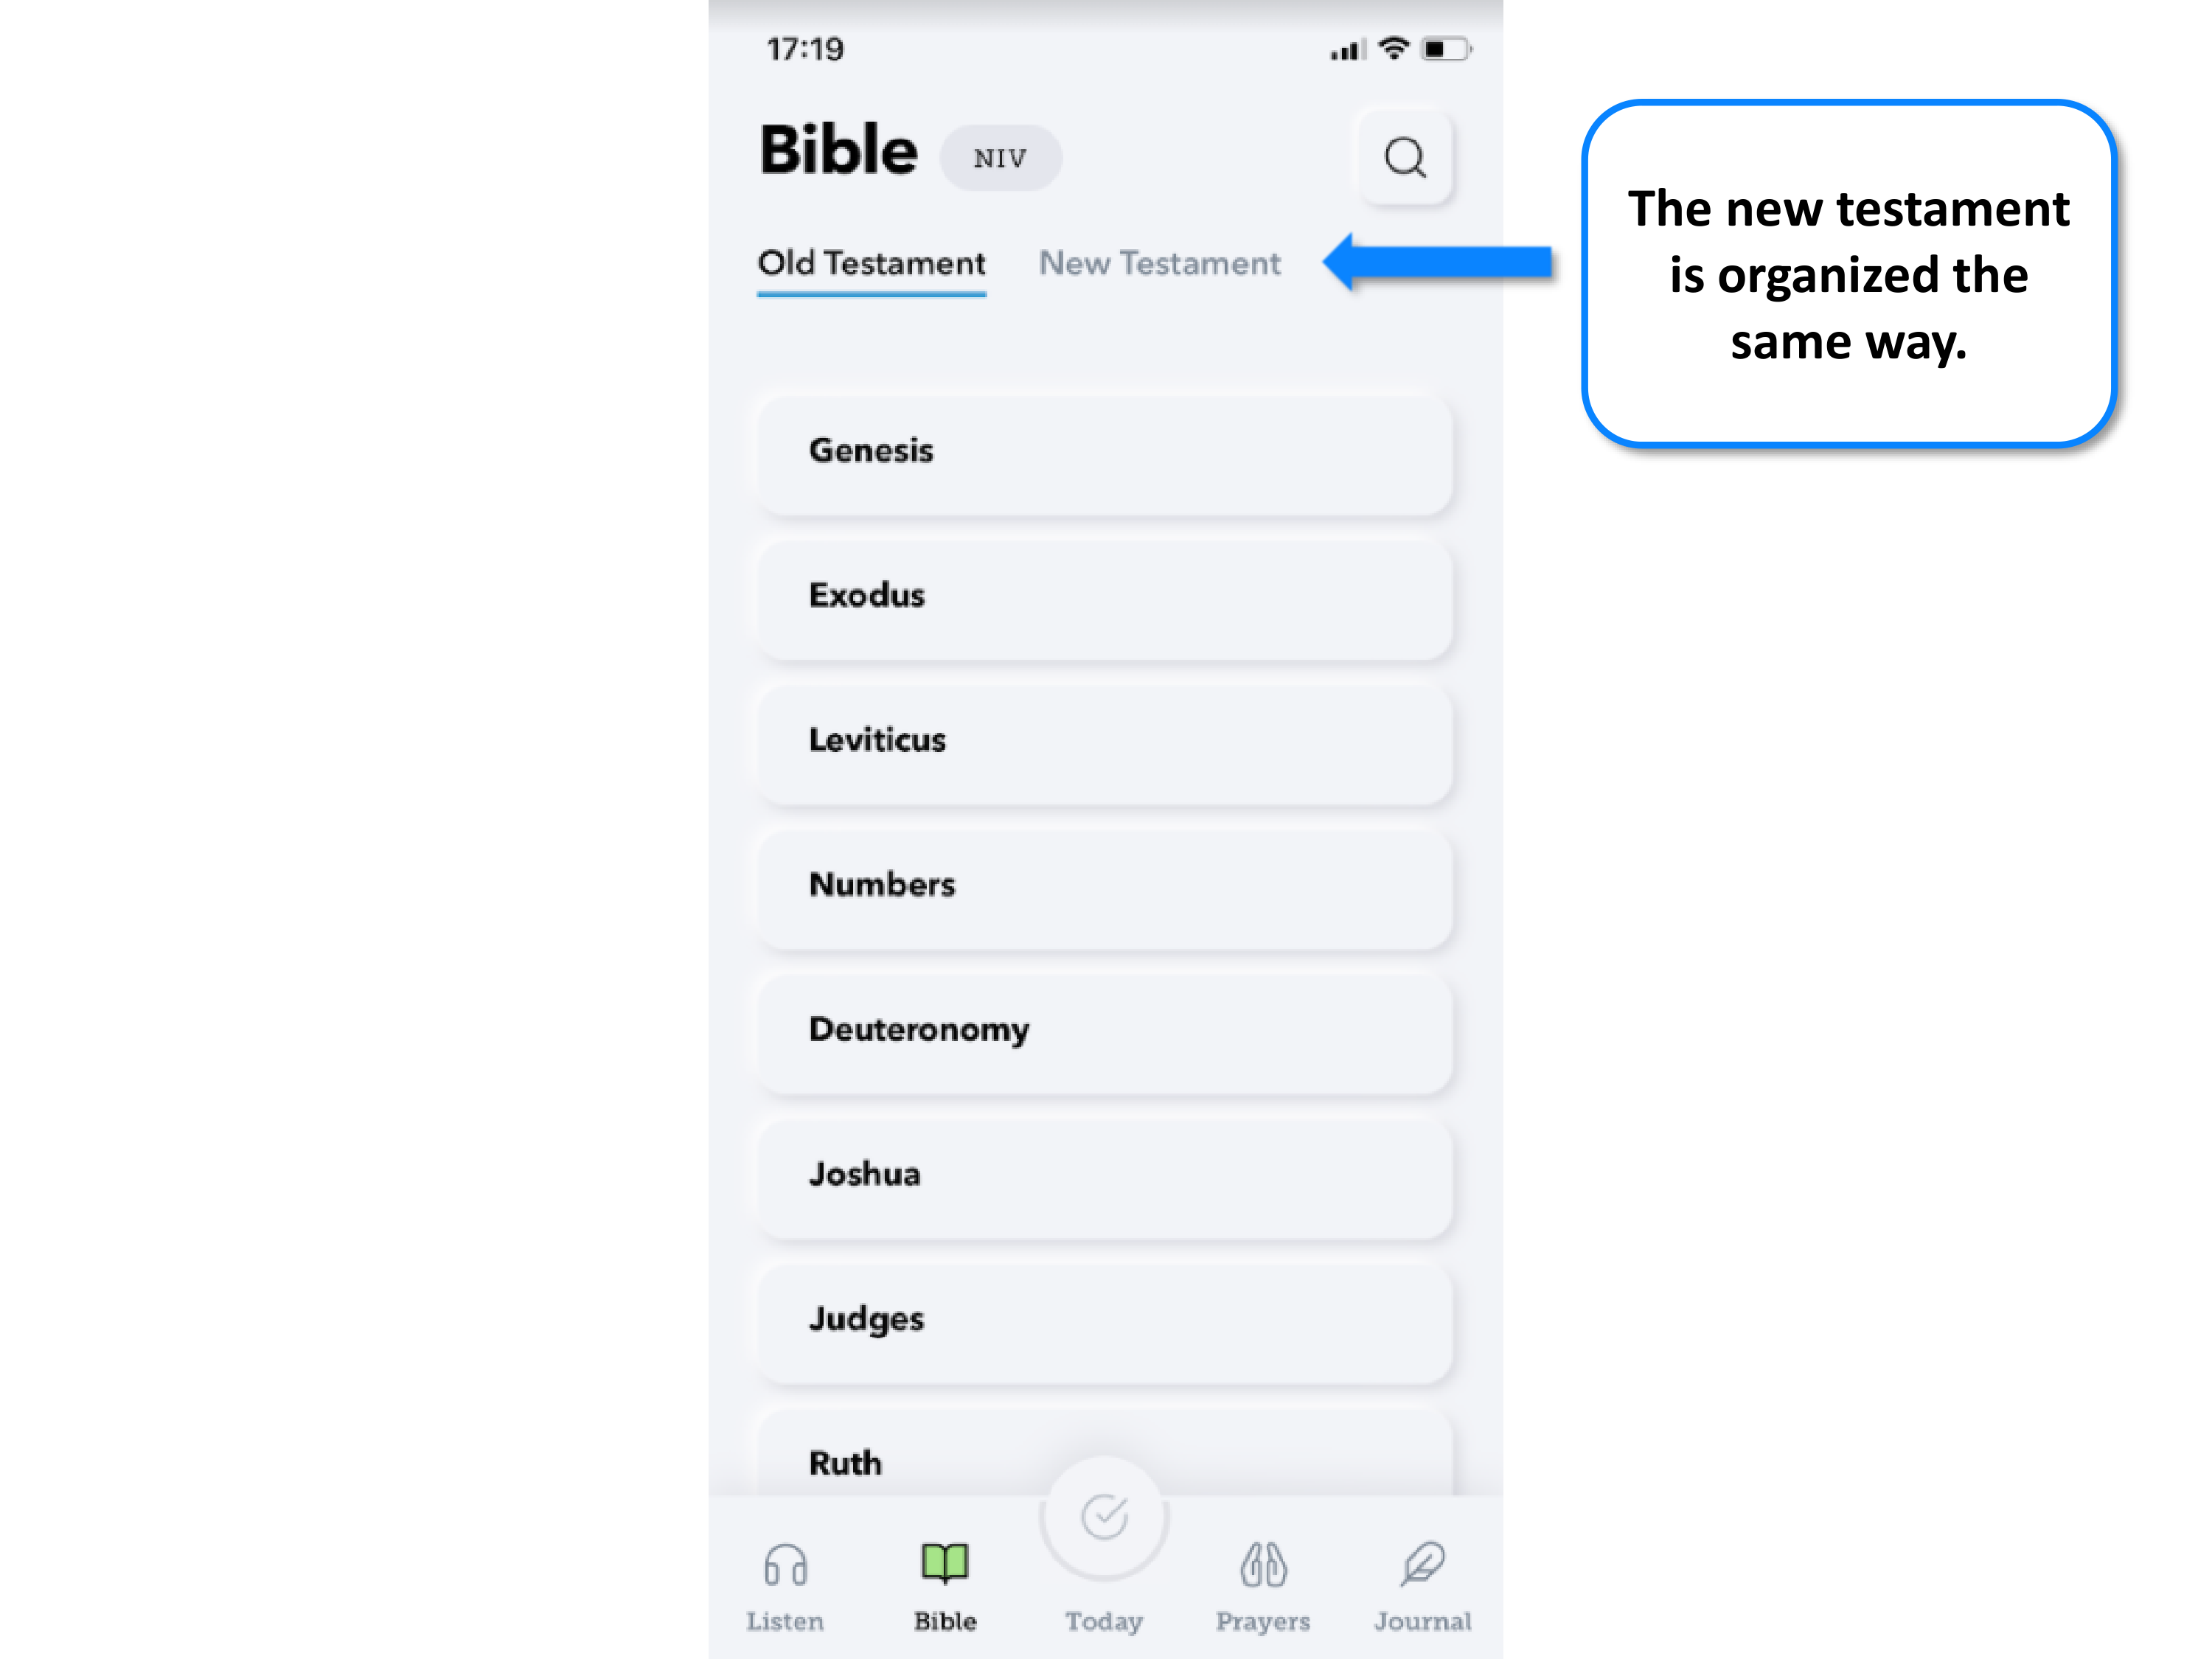 17:19
Bible NIV
Old Testament New Testament
The new testament
is organized the
same way.
Genesis
Exodus
Leviticus
Numbers
Deuteronomy
Joshua
Judges
Ruth
Listen Bible Today Prayers Journal